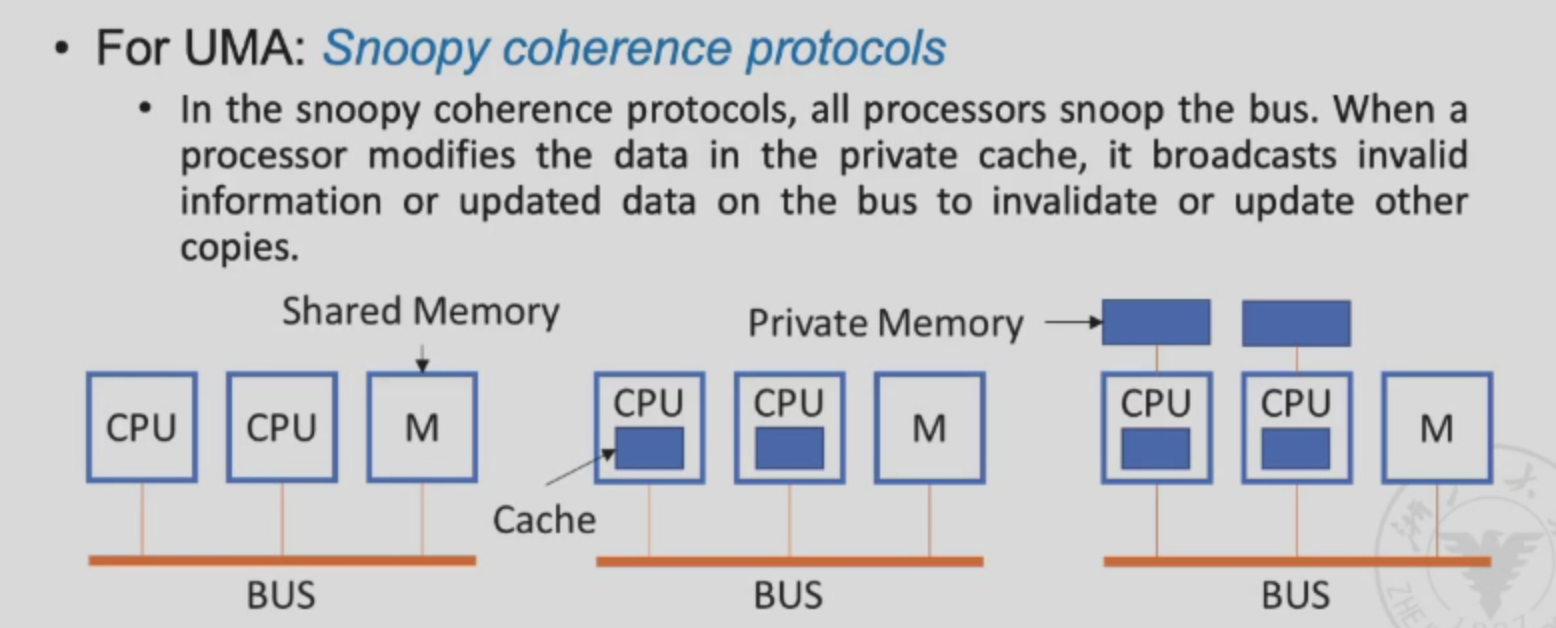 • For UMA: Snoopy coherence protocols
• In the snoopy coherence protocols, all processors snoop the bus. When a
processor modifies the data in the private cache, it broadcasts invalid
information or updated data on the bus to invalidate or update other
copies.
Shared Memory
Private Memory
CPU CPU M
CPU CPU M
CPU CPU M
Cache
BUS
BUS
BUS